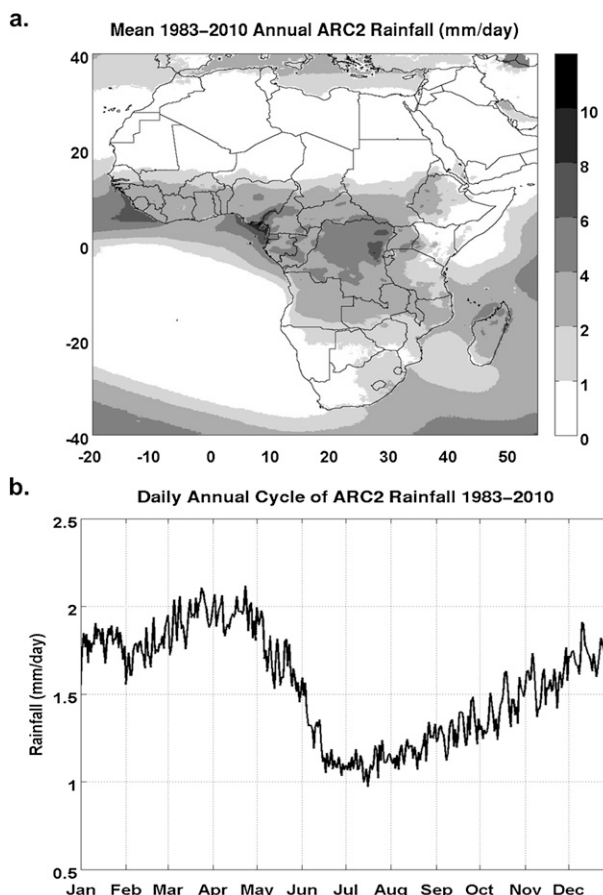 a.
Mean 1983–2010 Annual ARC2 Rainfall (mm/day)
40
20
0
-20
-40
-20 -10 0 10 20 30 40 50
10
8
6
4
2
1
0
b.
Daily Annual Cycle of ARC2 Rainfall 1983–2010
Rainfall (mm/day)
2.5
2
1.5
1
0.5
Jan Feb Mar Apr May Jun Jul Aug Sep Oct Nov Dec